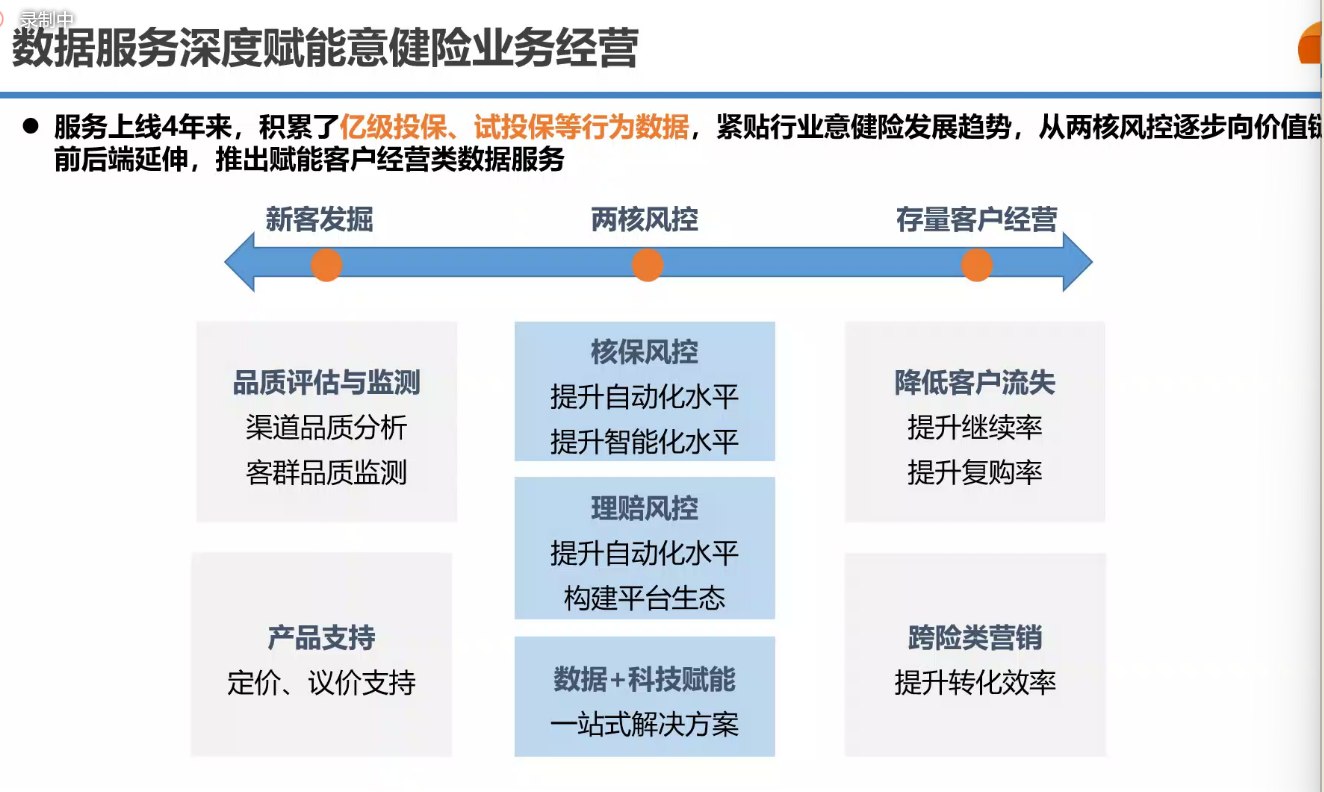 录制中
数据服务深度赋能意健险业务经营
● 服务上线4年来，积累了亿级投保、试投保等行为数据，紧贴行业意健险发展趋势，从两核风控逐步向价值链
前后端延伸，推出赋能客户经营类数据服务
新客发掘
两核风控
存量客户经营
品质评估与监测
渠道品质分析
客群品质监测
产品支持
定价、议价支持
核保风控
提升自动化水平
提升智能化水平
理赔风控
提升自动化水平
构建平台生态
数据+科技赋能
一站式解决方案
降低客户流失
提升继续率
提升复购率
跨险类营销
提升转化效率